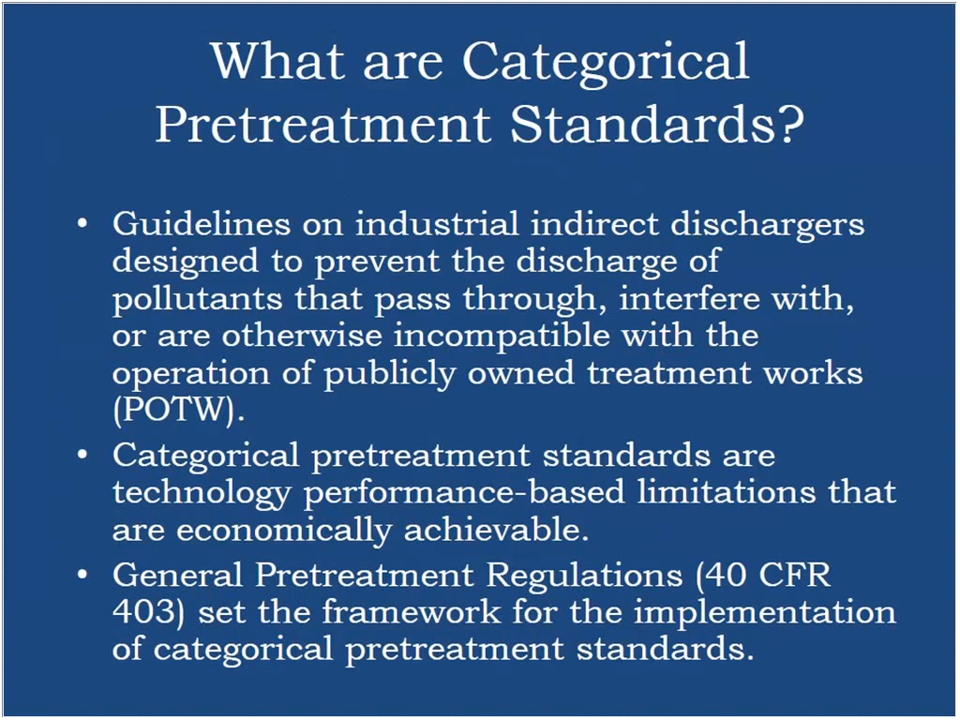 What are Categorical
Pretreatment Standards?
• Guidelines on industrial indirect dischargers
designed to prevent the discharge of
pollutants that pass through, interfere with,
or are otherwise incompatible with the
operation of publicly owned treatment works
(POTW).
• Categorical pretreatment standards are
technology performance-based limitations that
are economically achievable.
• General Pretreatment Regulations (40 CFR
403) set the framework for the implementation
of categorical pretreatment standards.